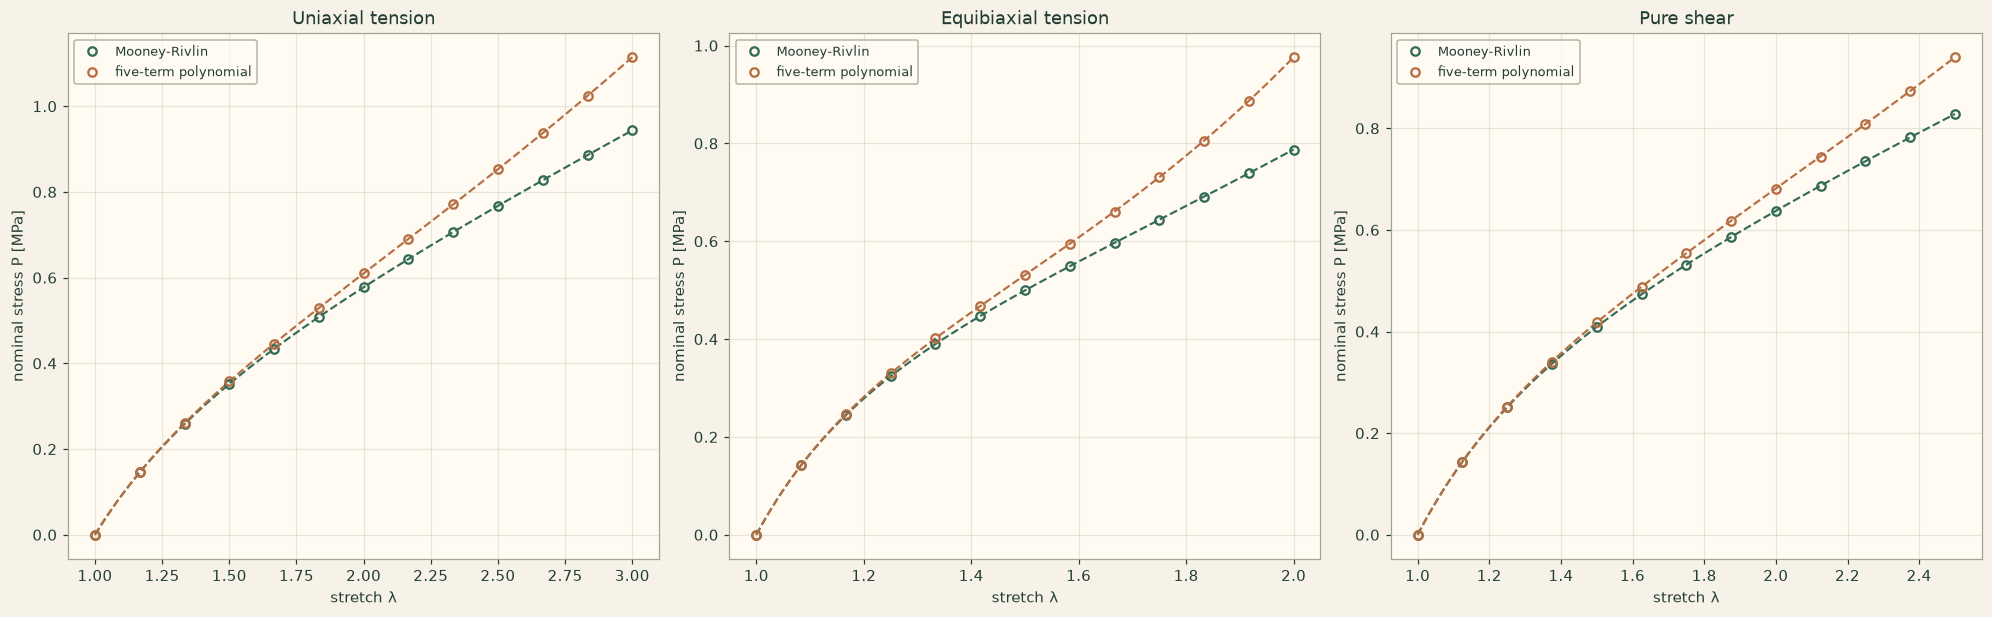 Uniaxial tension
Mooney-Rivlin
five-term polynomial
nominal stress P [MPa]
1.0
0.8
0.6
0.4
0.2
0.0
1.00 1.25 1.50 1.75 2.00 2.25 2.50 2.75 3.00
stretch λ
Equibiaxial tension
Mooney-Rivlin
five-term polynomial
nominal stress P [MPa]
1.0
0.8
0.6
0.4
0.2
0.0
1.0 1.2 1.4 1.6 1.8 2.0
stretch λ
Pure shear
Mooney-Rivlin
five-term polynomial
nominal stress P [MPa]
0.8
0.6
0.4
0.2
0.0
1.0 1.2 1.4 1.6 1.8 2.0 2.2 2.4
stretch λ